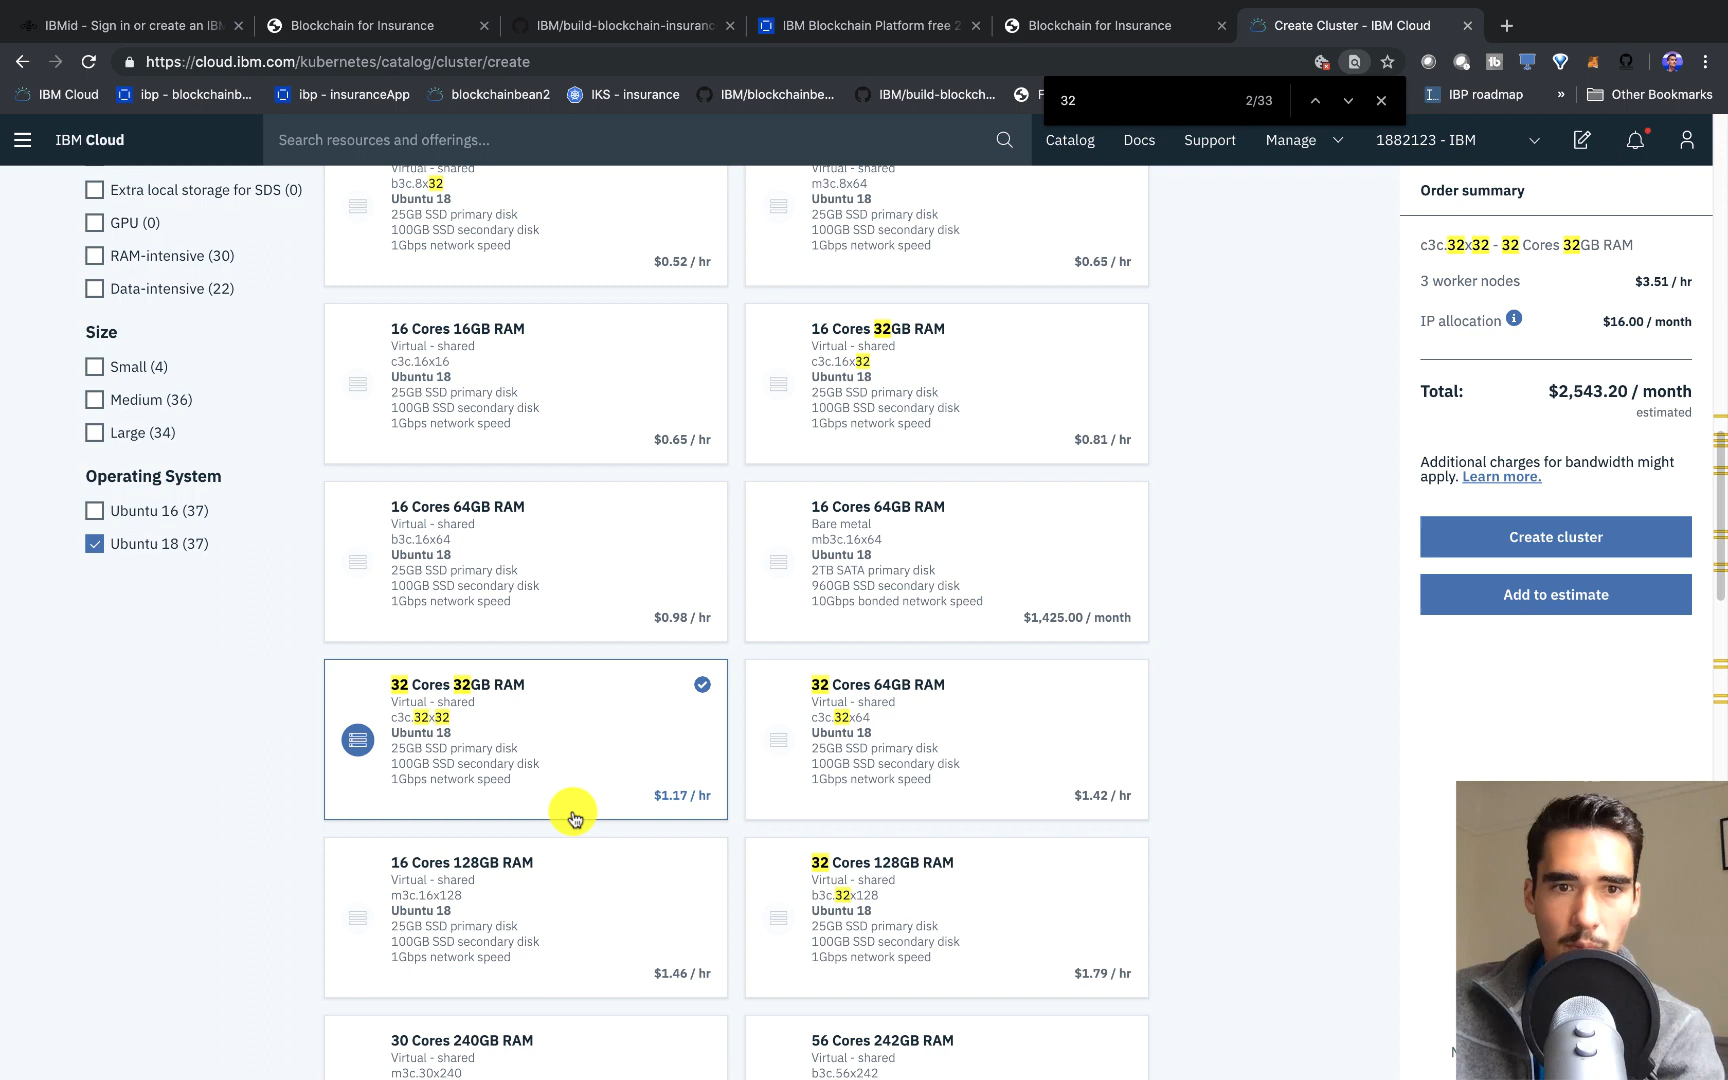 IBMid - Sign in or create an IBM
Blockchain for Insurance
IBM/build-blockchain-insuranc
IBM Blockchain Platform free 2
Blockchain for Insurance
Create Cluster - IBM Cloud
https://cloud.ibm.com/kubernetes/catalog/cluster/create
IBM Cloud
ibp - blockchainb...
ibp - insuranceApp
blockchainbean2
IKS - insurance
IBM/blockchainbe...
IBM/build-blockch...
IBP roadmap
»
Other Bookmarks
32
2/33
IBM Cloud
Search resources and offerings...
Catalog
Docs
Support
Manage
1882123 - IBM
Extra local storage for SDS (0)
GPU (0)
RAM-intensive (30)
Data-intensive (22)
Size
Small (4)
Medium (36)
Large (34)
Operating System
Ubuntu 16 (37)
Ubuntu 18 (37)
Virtual - shared
b3c.8x32
Ubuntu 18
25GB SSD primary disk
100GB SSD secondary disk
1Gbps network speed
$0.52 / hr
Virtual - shared
m3c.8x64
Ubuntu 18
25GB SSD primary disk
100GB SSD secondary disk
1Gbps network speed
$0.65 / hr
16 Cores 16GB RAM
Virtual - shared
c3c.16x16
Ubuntu 18
25GB SSD primary disk
100GB SSD secondary disk
1Gbps network speed
$0.65 / hr
16 Cores 32GB RAM
Virtual - shared
c3c.16x32
Ubuntu 18
25GB SSD primary disk
100GB SSD secondary disk
1Gbps network speed
$0.81 / hr
16 Cores 64GB RAM
Virtual - shared
b3c.16x64
Ubuntu 18
25GB SSD primary disk
100GB SSD secondary disk
1Gbps network speed
$0.98 / hr
16 Cores 64GB RAM
Bare metal
mb3c.16x64
Ubuntu 18
2TB SATA primary disk
960GB SSD secondary disk
10Gbps bonded network speed
$1,425.00 / month
32 Cores 32GB RAM
Virtual - shared
c3c.32x32
Ubuntu 18
25GB SSD primary disk
100GB SSD secondary disk
1Gbps network speed
$1.17 / hr
32 Cores 64GB RAM
Virtual - shared
c3c.32x64
Ubuntu 18
25GB SSD primary disk
100GB SSD secondary disk
1Gbps network speed
$1.42 / hr
16 Cores 128GB RAM
Virtual - shared
m3c.16x128
Ubuntu 18
25GB SSD primary disk
100GB SSD secondary disk
1Gbps network speed
$1.46 / hr
32 Cores 128GB RAM
Virtual - shared
b3c.32x128
Ubuntu 18
25GB SSD primary disk
100GB SSD secondary disk
1Gbps network speed
$1.79 / hr
30 Cores 240GB RAM
Virtual - shared
m3c.30x240
56 Cores 242GB RAM
Virtual - shared
b3c.56x242
Order summary
c3c.32x32 - 32 Cores 32GB RAM
3 worker nodes $3.51 / hr
IP allocation $16.00 / month
Total: $2,543.20 / month
estimated
Additional charges for bandwidth might
apply. Learn more.
Create cluster
Add to estimate